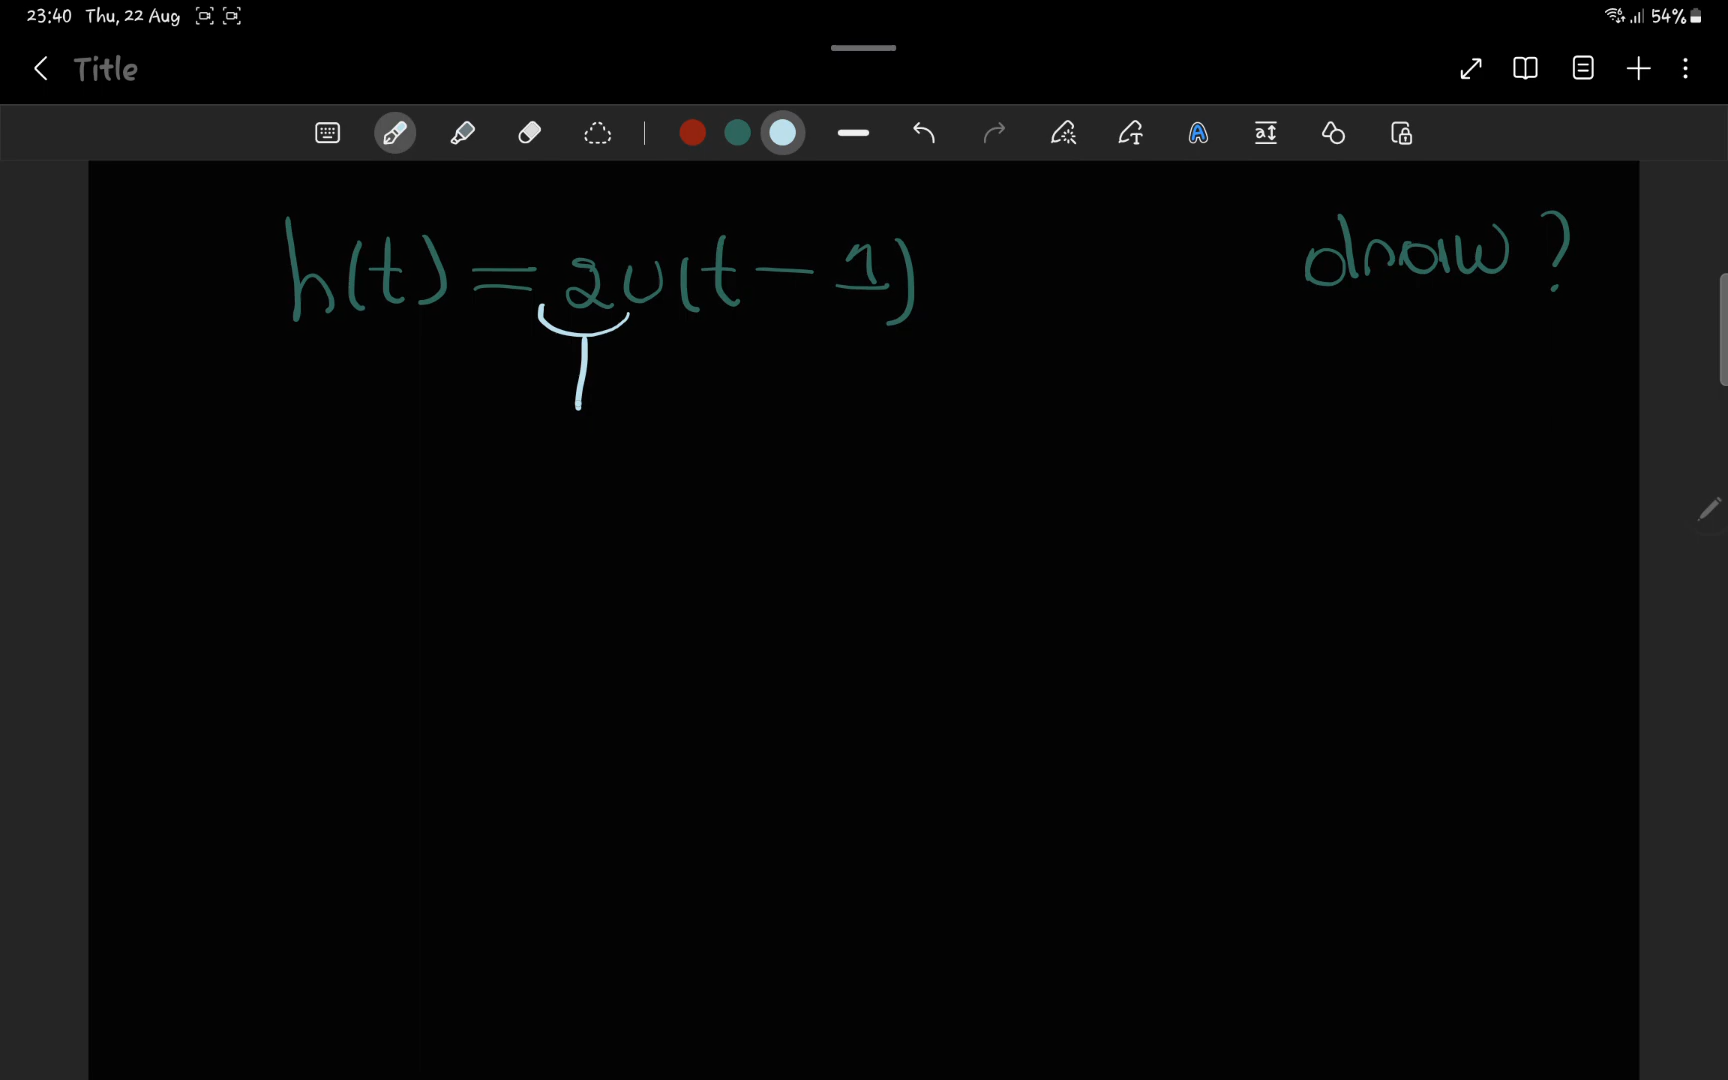 23:40 Thu, 22 Aug 54%
Title
h(t) = 2u(t - 1) draw?